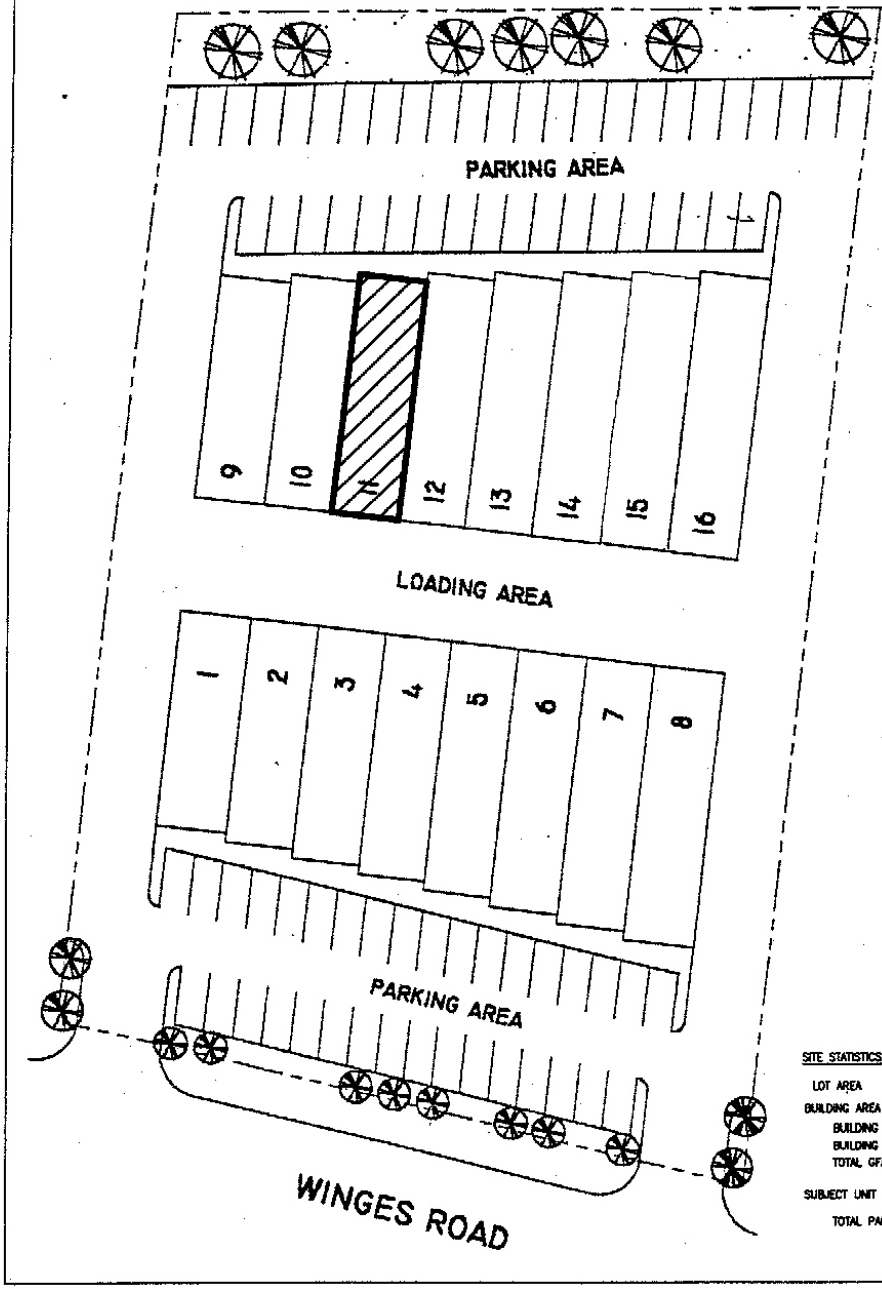 PARKING AREA
9
10
11
12
13
14
15
16
LOADING AREA
1
2
3
4
5
6
7
8
PARKING AREA
WINGES ROAD
SITE STATISTICS
LOT AREA
BUILDING AREA
BUILDING
BUILDING
TOTAL GF
SUBJECT UNIT
TOTAL PA